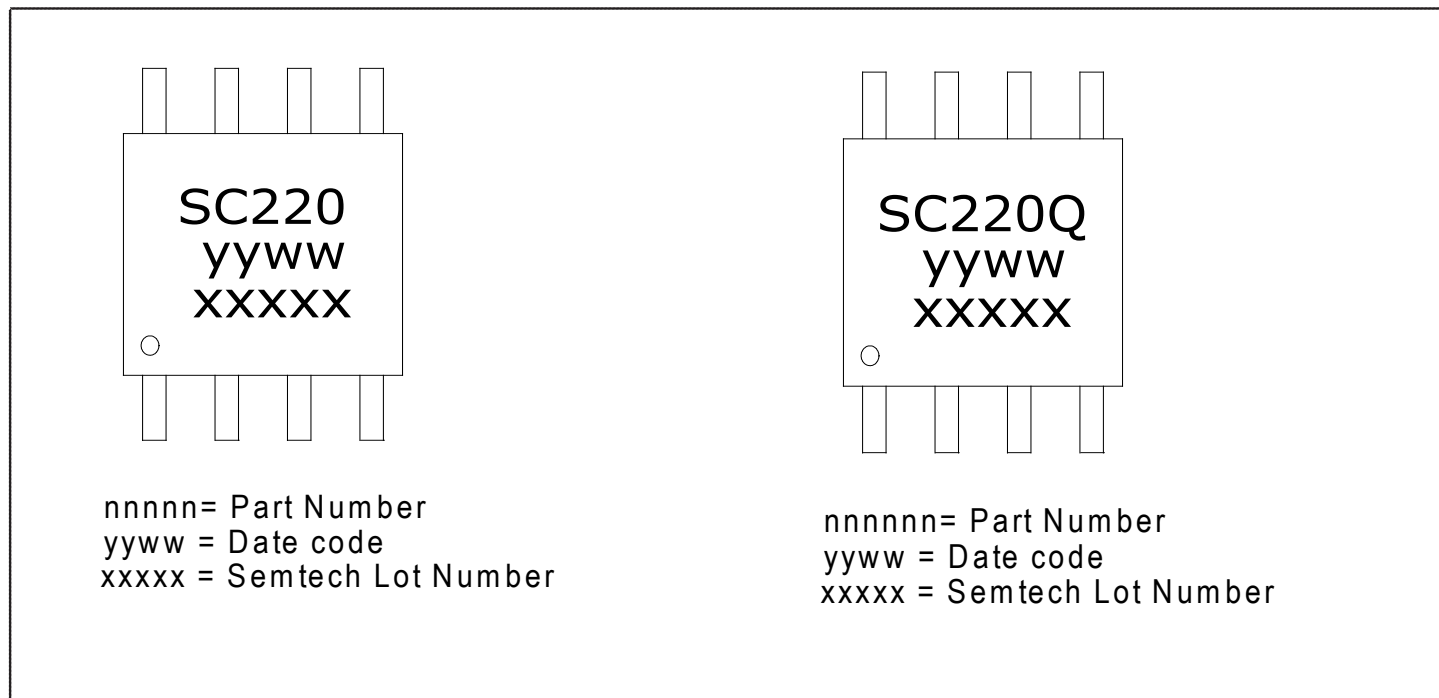 SC220
yyww
xxxxx
nnnnn= Part Number
yyww = Date code
xxxxx = Semtech Lot Number
SC220Q
yyww
xxxxx
nnnnnn= Part Number
yyww = Date code
xxxxx = Semtech Lot Number